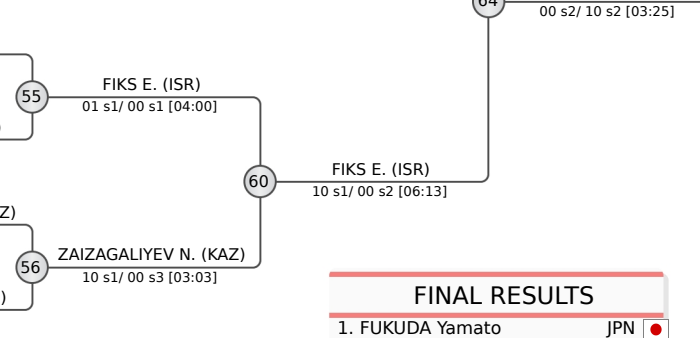 64
00 s2/ 10 s2 [03:25]
FIKS E. (ISR)
55
01 s1/ 00 s1 [04:00]
)
FIKS E. (ISR)
60
10 s1/ 00 s2 [06:13]
Z)
ZAIZAGALIYEV N. (KAZ)
56
10 s1/ 00 s3 [03:03]
)
FINAL RESULTS
1. FUKUDA Yamato JPN